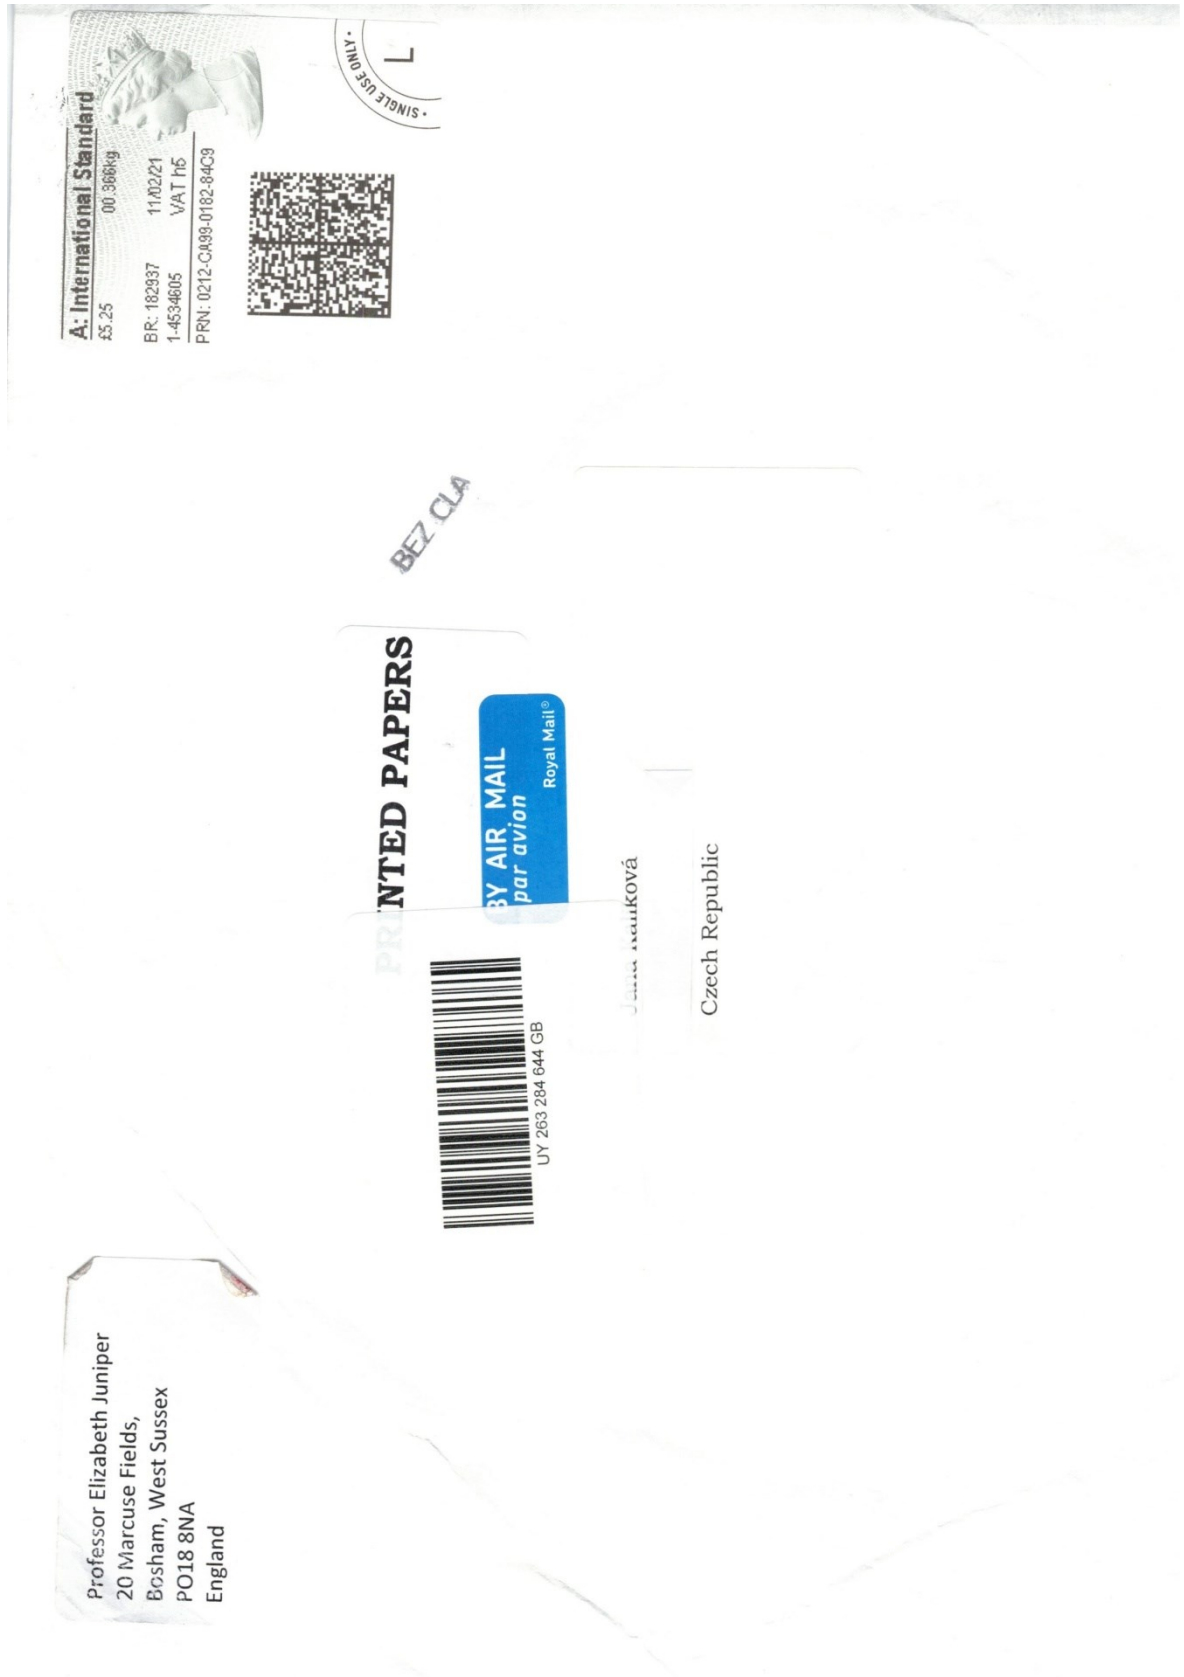 Professor Elizabeth Juniper
20 Marcuse Fields,
Bosham, West Sussex
PO18 8NA
England
A: International Standard
£5.25 00.366kg
BR: 182937 11/02/21
1-4534605 VAT h5
PRN: 0212-CA99-0182-84C9
• SINGLE USE ONLY •
L
BEZ CLA
PRINTED PAPERS
BY AIR MAIL
par avion
Royal Mail®
UY 263 284 644 GB
Jana
Czech Republic